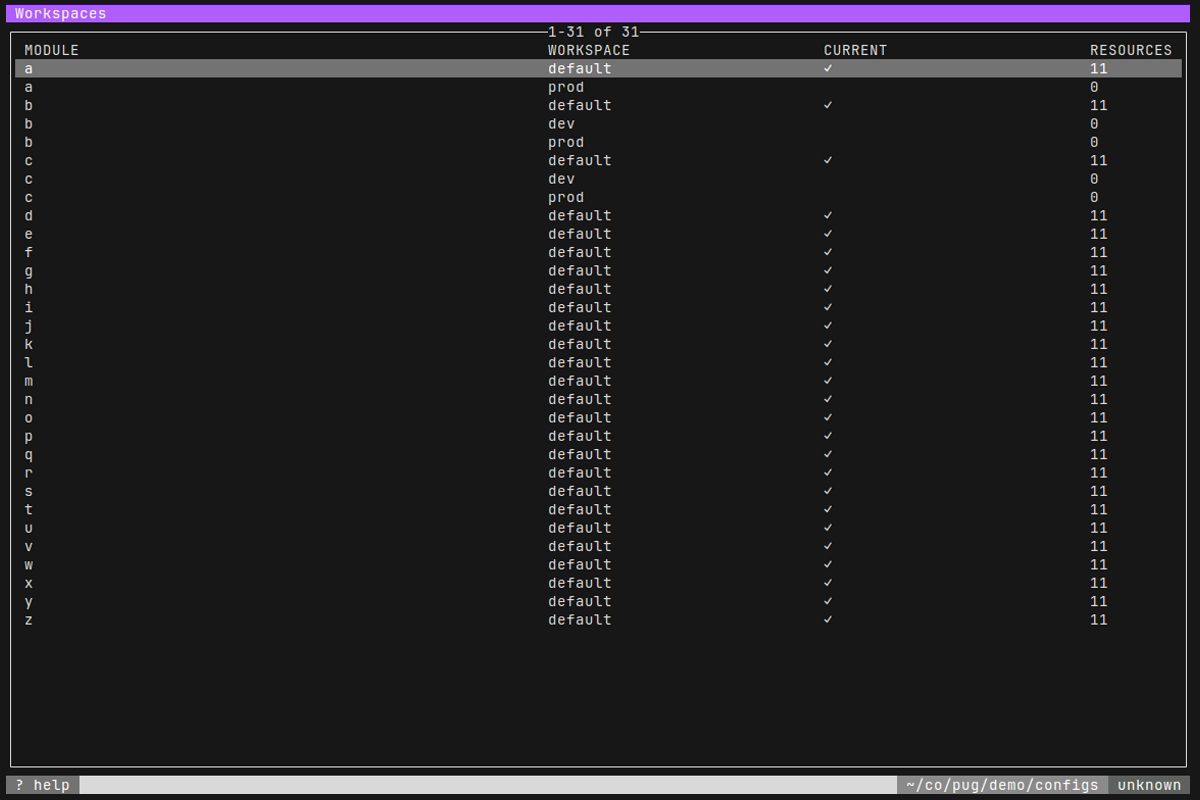 Workspaces
1-31 of 31
MODULE WORKSPACE CURRENT RESOURCES
a default ✓ 11
a prod 0
b default ✓ 11
b dev 0
b prod 0
c default ✓ 11
c dev 0
c prod 0
d default ✓ 11
e default ✓ 11
f default ✓ 11
g default ✓ 11
h default ✓ 11
i default ✓ 11
j default ✓ 11
k default ✓ 11
l default ✓ 11
m default ✓ 11
n default ✓ 11
o default ✓ 11
p default ✓ 11
q default ✓ 11
r default ✓ 11
s default ✓ 11
t default ✓ 11
u default ✓ 11
v default ✓ 11
w default ✓ 11
x default ✓ 11
y default ✓ 11
z default ✓ 11
? help ~/co/pug/demo/configs unknown